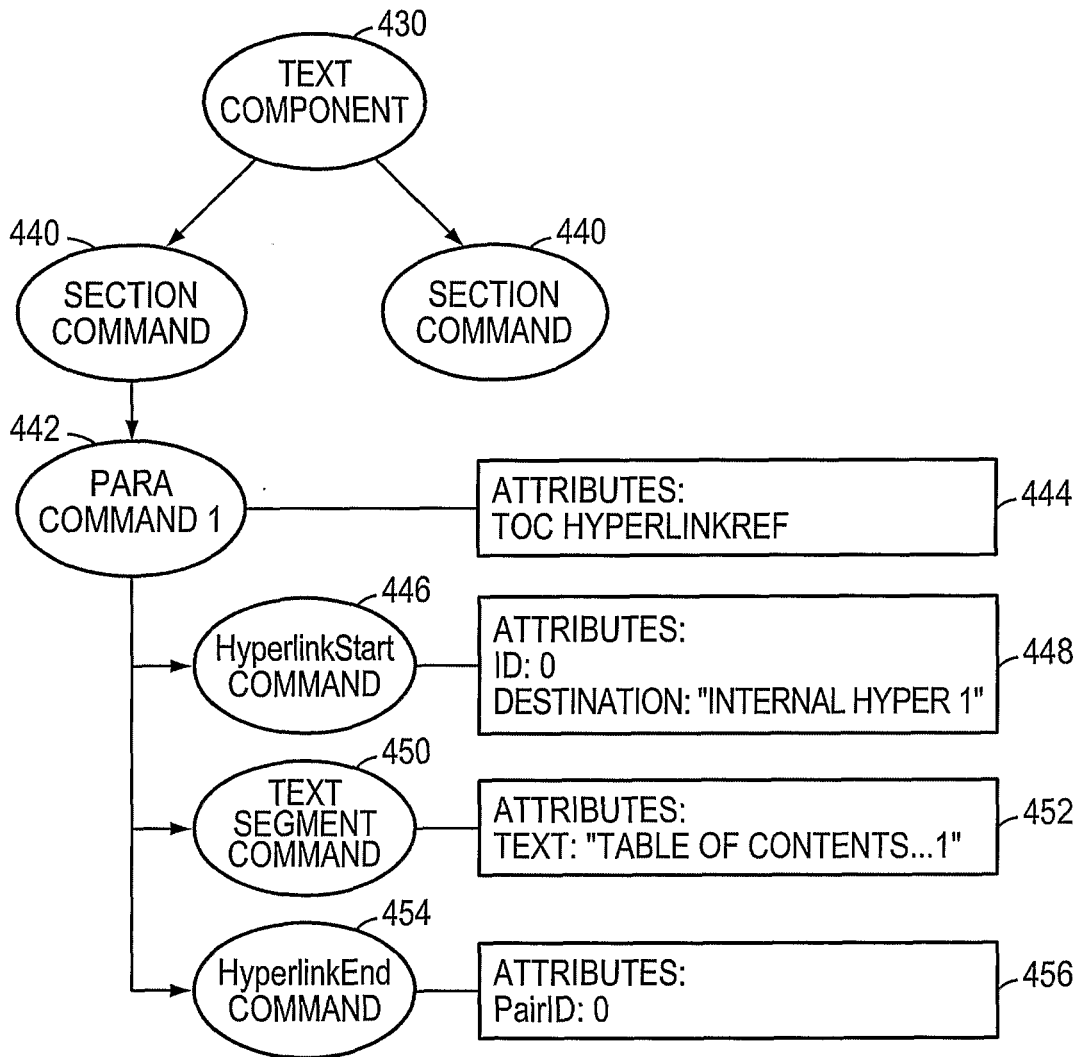 430
TEXT
COMPONENT
440
440
SECTION
COMMAND
SECTION
COMMAND
442
PARA
COMMAND 1
ATTRIBUTES:
TOC HYPERLINKREF
444
446
HyperlinkStart
COMMAND
ATTRIBUTES:
ID: 0
DESTINATION: "INTERNAL HYPER 1"
448
450
TEXT
SEGMENT
COMMAND
ATTRIBUTES:
TEXT: "TABLE OF CONTENTS...1"
452
454
HyperlinkEnd
COMMAND
ATTRIBUTES:
PairID: 0
456